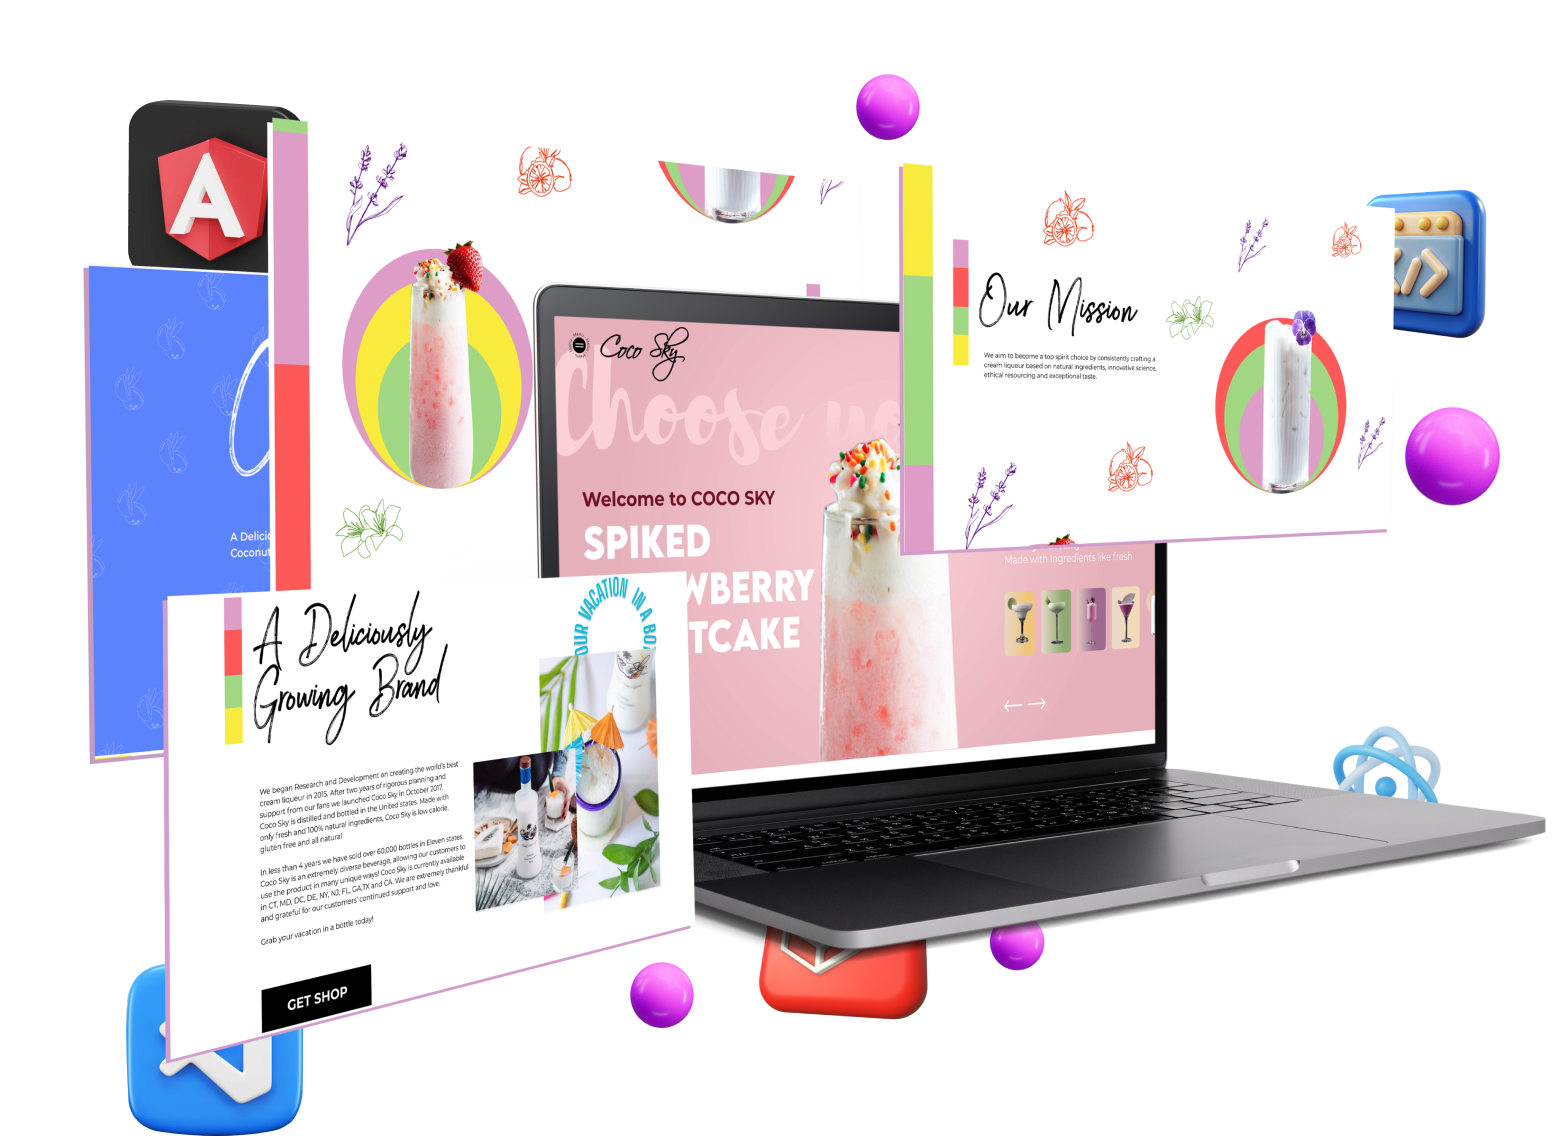 A
Our Mission
We aim to become a top spirit choice by consistently crafting a
cream liqueur based on natural ingredients, innovative science,
ethical resourcing and exceptional taste.
Coco Sky
Choose yo
Welcome to COCO SKY
SPIKED
WBERRY
TCAKE
Made with ingredients like fresh
A Delicio
Coconut
OUR VACATION IN A BO
A Deliciously
Growing Brand
We began Research and Development on creating the world's best
cream liqueur in 2015. After two years of rigorous planning and
support from our fans we launched Coco Sky in October 2017.
Coco Sky is distilled and bottled in the United states. Made with
only fresh and 100% natural ingredients, Coco Sky is low calorie,
gluten free and all natural.
In less than 4 years we have sold over 60,000 bottles in Eleven states.
Coco Sky is an extremely diverse beverage, allowing our customers to
use the product in many unique ways! Coco Sky is currently available
in CT, MD, DC, DE, NY, NJ, FL, GA,TX and CA. We are extremely thankful
and grateful for our customers' continued support and love.
Grab your vacation in a bottle today!
GET SHOP